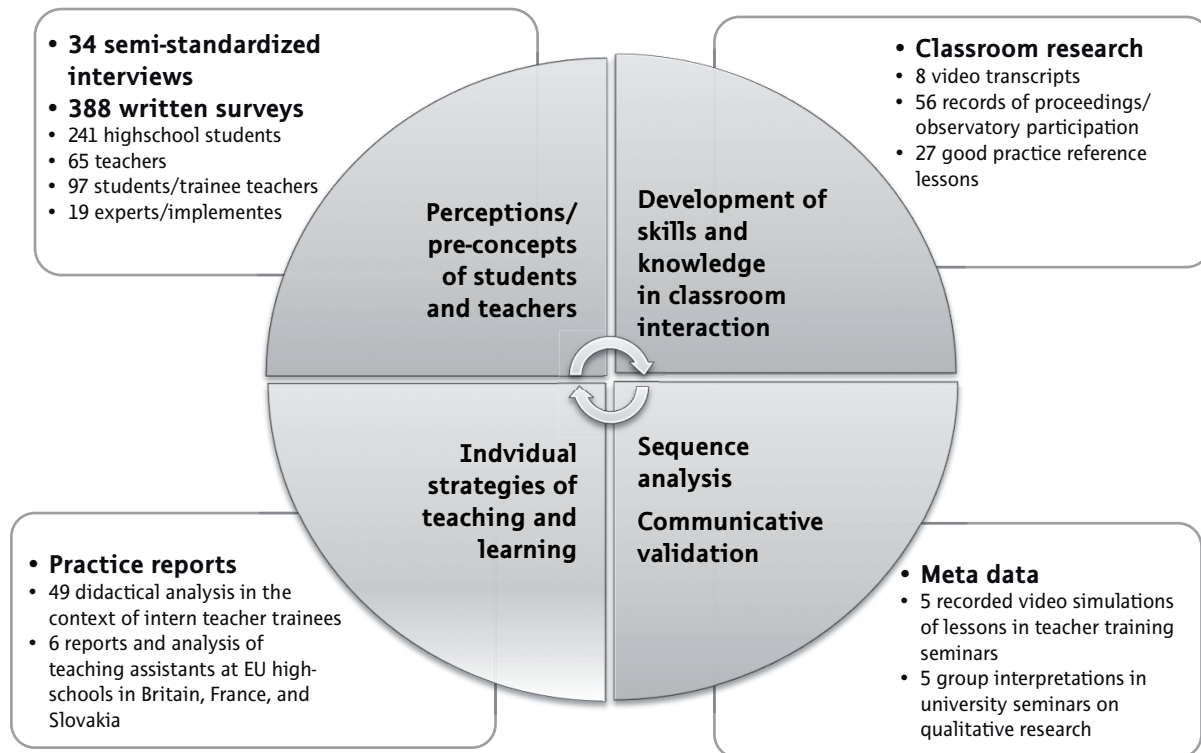 • 34 semi-standardized
interviews
• 388 written surveys
• 241 highschool students
• 65 teachers
• 97 students/trainee teachers
• 19 experts/implementes
• Classroom research
• 8 video transcripts
• 56 records of proceedings/
observatory participation
• 27 good practice reference
lessons
Perceptions/
pre-concepts
of students
and teachers
Development of
skills and
knowledge
in classroom
interaction
Indvidual
strategies of
teaching and
learning
Sequence
analysis
Communicative
validation
• Practice reports
• 49 didactical analysis in the
context of intern teacher trainees
• 6 reports and analysis of
teaching assistants at EU high-
schools in Britain, France, and
Slovakia
• Meta data
• 5 recorded video simulations
of lessons in teacher training
seminars
• 5 group interpretations in
university seminars on
qualitative research